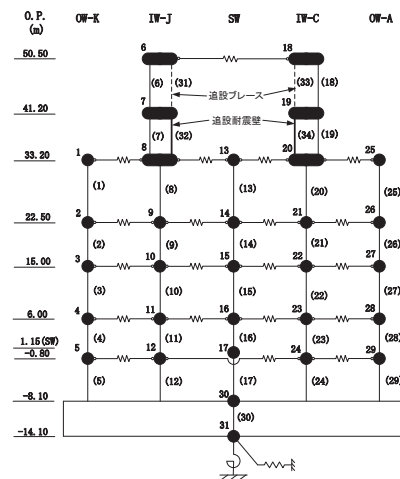 O.P. OW-K IW-J SW IW-C OW-A
(m)
6 18
50.50
(6) (31) (33) (18)
追設ブレース
7 19
41.20
追設耐震壁
(7) (32) (34) (19)
1 8 13 20 25
33.20
(1) (8) (13) (20) (25)
2 9 14 21 26
22.50
(2) (9) (14) (21) (26)
3 10 15 22 27
15.00
(3) (10) (15) (22) (27)
4 11 16 23 28
6.00
(4) (11) (16) (23) (28)
1.15(SW)
5 12 17 24 29
-0.80
(5) (12) (17) (24) (29)
30
-8.10
(30)
31
-14.10